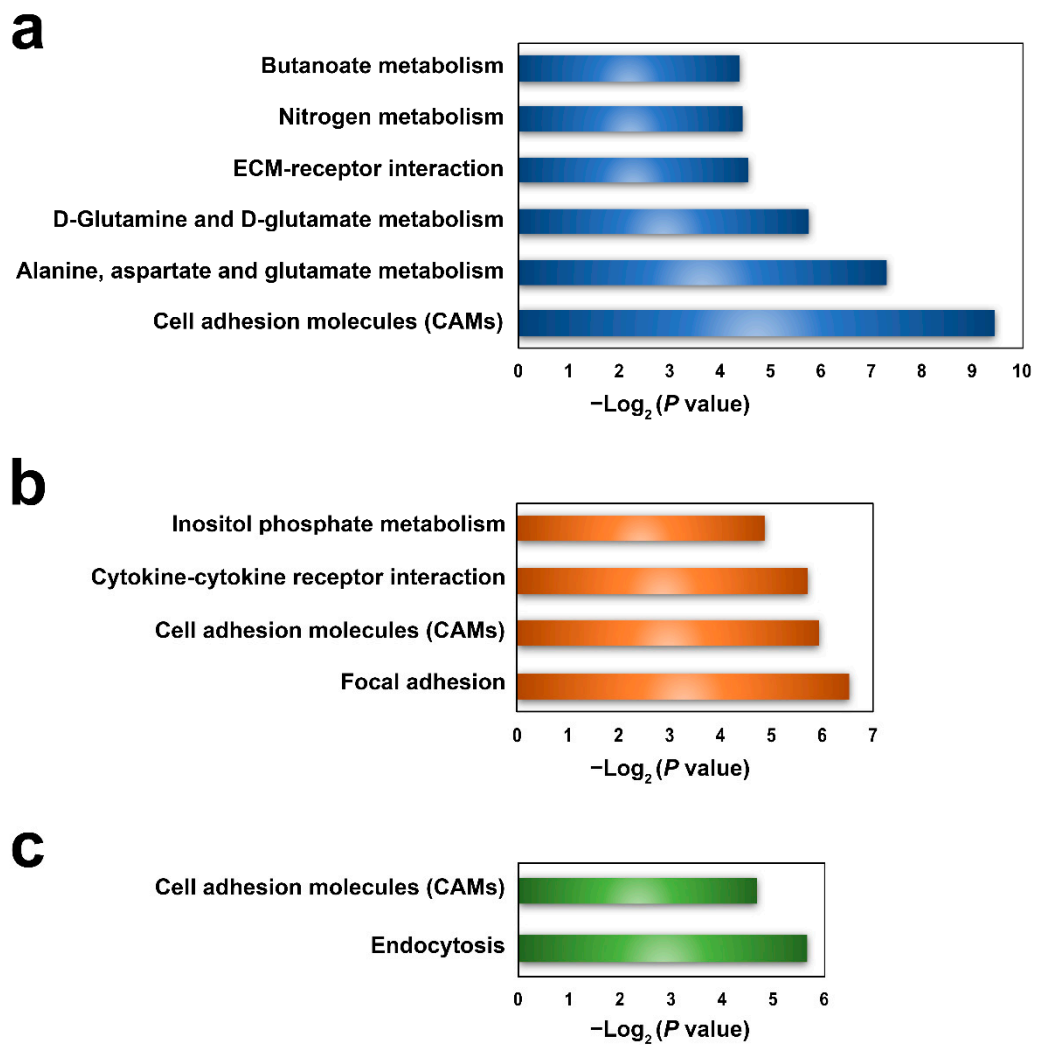 a
Butanoate metabolism
Nitrogen metabolism
ECM-receptor interaction
D-Glutamine and D-glutamate metabolism
Alanine, aspartate and glutamate metabolism
Cell adhesion molecules (CAMs)
0 1 2 3 4 5 6 7 8 9 10
−Log₂ (P value)
b
Inositol phosphate metabolism
Cytokine-cytokine receptor interaction
Cell adhesion molecules (CAMs)
Focal adhesion
0 1 2 3 4 5 6 7
−Log₂ (P value)
c
Cell adhesion molecules (CAMs)
Endocytosis
0 1 2 3 4 5 6
−Log₂ (P value)